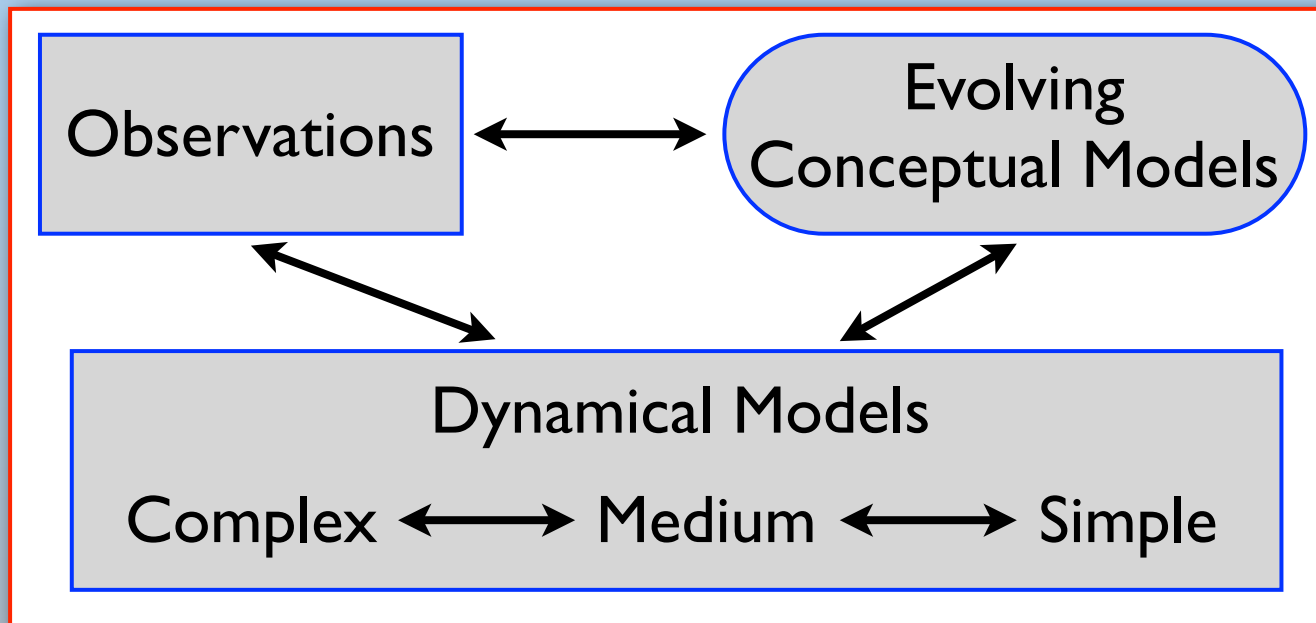 Observations
Evolving
Conceptual Models
Dynamical Models
Complex Medium Simple